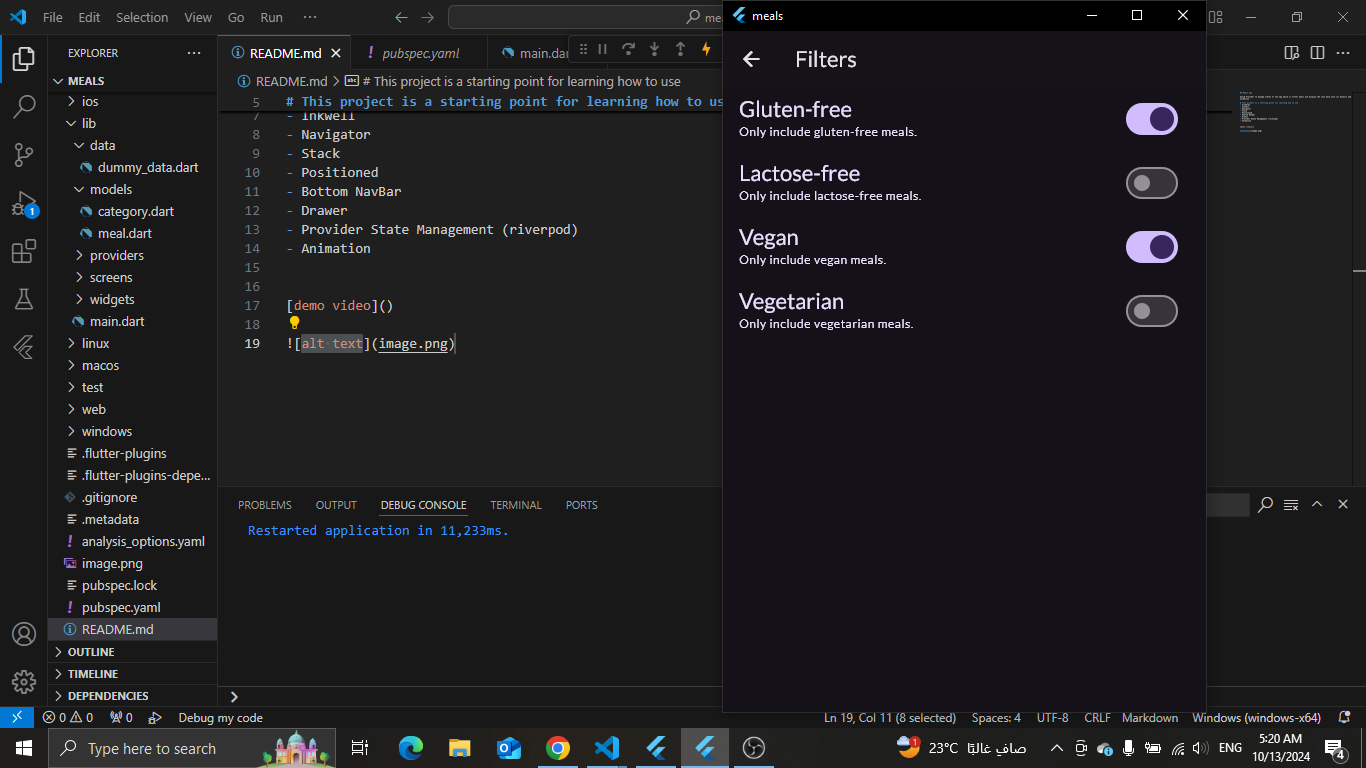 File Edit Selection View Go Run ···
me
meals
EXPLORER ···
MEALS
ios
lib
data
dummy_data.dart
models
category.dart
meal.dart
providers
screens
widgets
main.dart
linux
macos
test
web
windows
.flutter-plugins
.flutter-plugins-depe...
.gitignore
.metadata
analysis_options.yaml
image.png
pubspec.lock
pubspec.yaml
README.md
OUTLINE
TIMELINE
DEPENDENCIES
1
README.md
! pubspec.yaml
main.da
README.md > # This project is a starting point for learning how to use
5 # This project is a starting point for learning how to us
7 - Inkwell
8 - Navigator
9 - Stack
10 - Positioned
11 - Bottom NavBar
12 - Drawer
13 - Provider State Management (riverpod)
14 - Animation
15
16
17 [demo video]()
18
19 ![alt text](image.png)
PROBLEMS OUTPUT DEBUG CONSOLE TERMINAL PORTS
Restarted application in 11,233ms.
Filters
Gluten-free
Only include gluten-free meals.
Lactose-free
Only include lactose-free meals.
Vegan
Only include vegan meals.
Vegetarian
Only include vegetarian meals.
0 0 0 Debug my code
Ln 19, Col 11 (8 selected) Spaces: 4 UTF-8 CRLF Markdown Windows (windows-x64)
Type here to search
1 23°C صافٍ غالبًا ENG
5:20 AM
10/13/2024
4